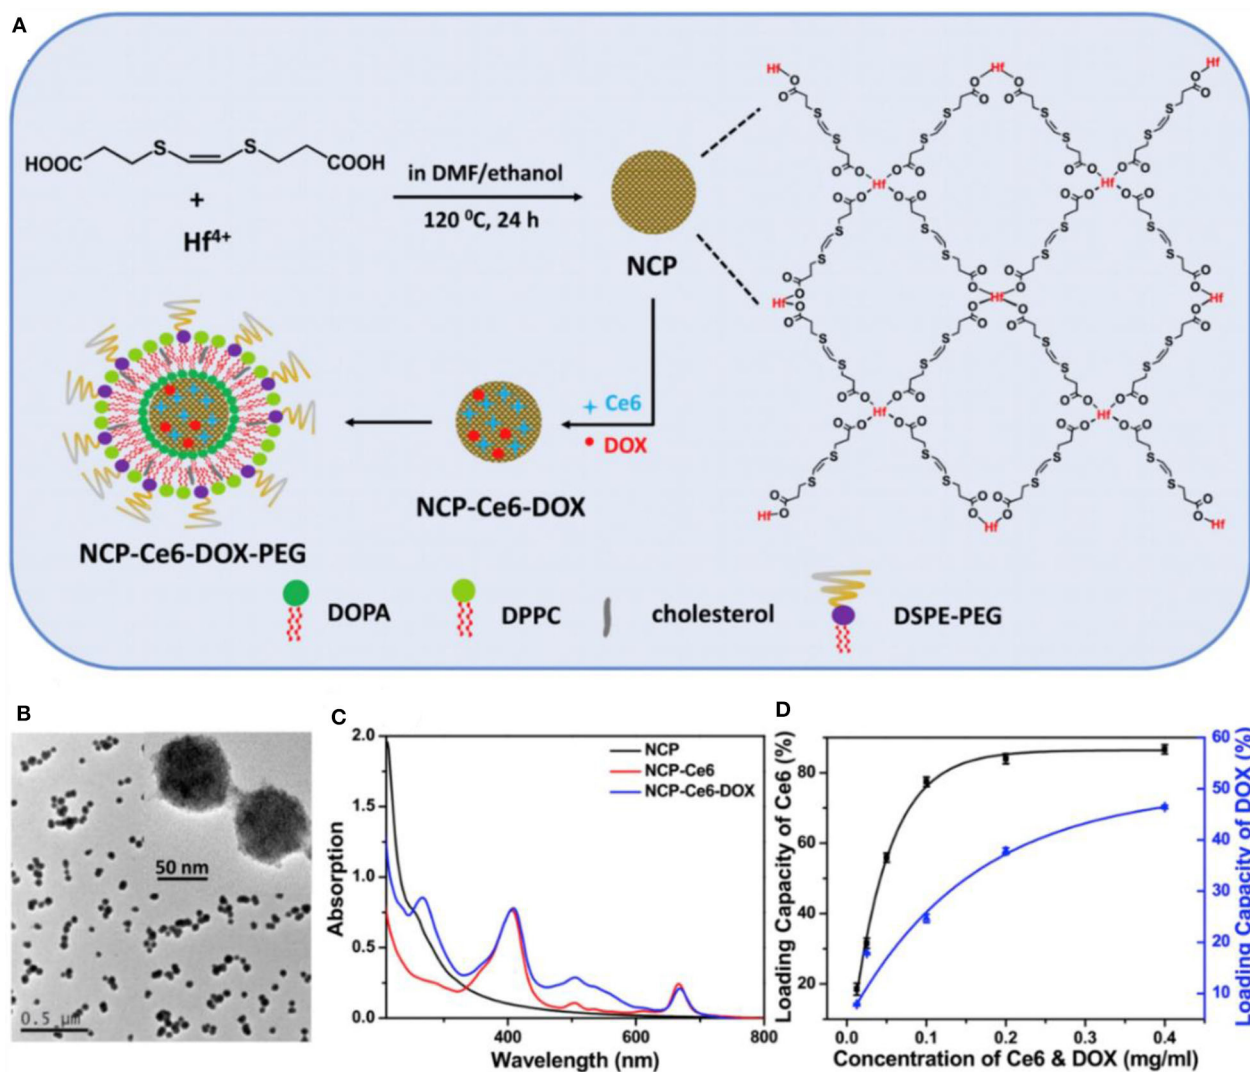 A
HOOC
S
S
COOH
+
Hf4+
in DMF/ethanol
120 0C, 24 h
NCP
Ce6
DOX
NCP-Ce6-DOX
NCP-Ce6-DOX-PEG
DOPA
DPPC
cholesterol
DSPE-PEG
B
50 nm
0.5 μm
C
2.0
1.5
1.0
0.5
0.0
Absorption
NCP
NCP-Ce6
NCP-Ce6-DOX
400
600
800
Wavelength (nm)
D
Loading Capacity of Ce6 (%)
80
60
40
20
60
50
40
30
20
10
Loading Capacity of DOX (%)
0.0
0.1
0.2
0.3
0.4
Concentration of Ce6 & DOX (mg/ml)